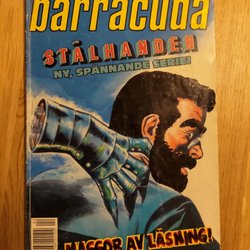 barracuda
STÅLHANDEN
NY, SPÄNNANDE SERIE!
MASSOR AV LÄSNING!